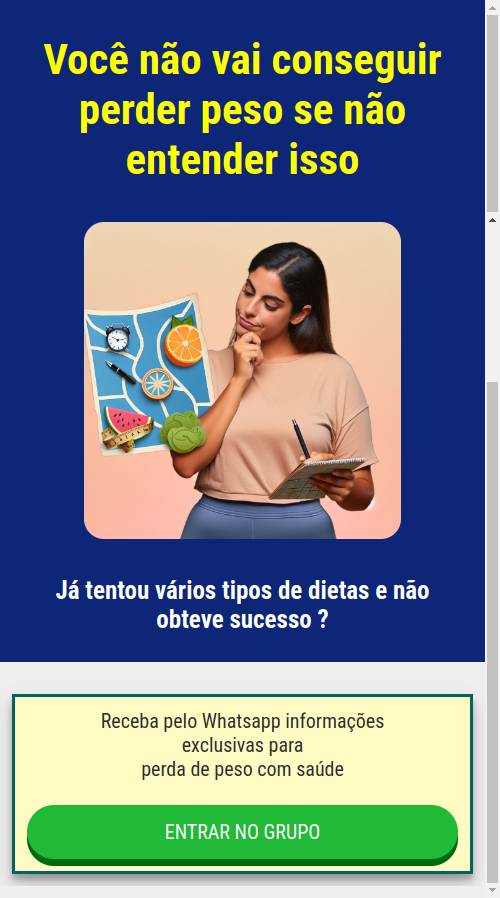 Você não vai conseguir
perder peso se não
entender isso
Já tentou vários tipos de dietas e não
obteve sucesso ?
Receba pelo Whatsapp informações
exclusivas para
perda de peso com saúde
ENTRAR NO GRUPO